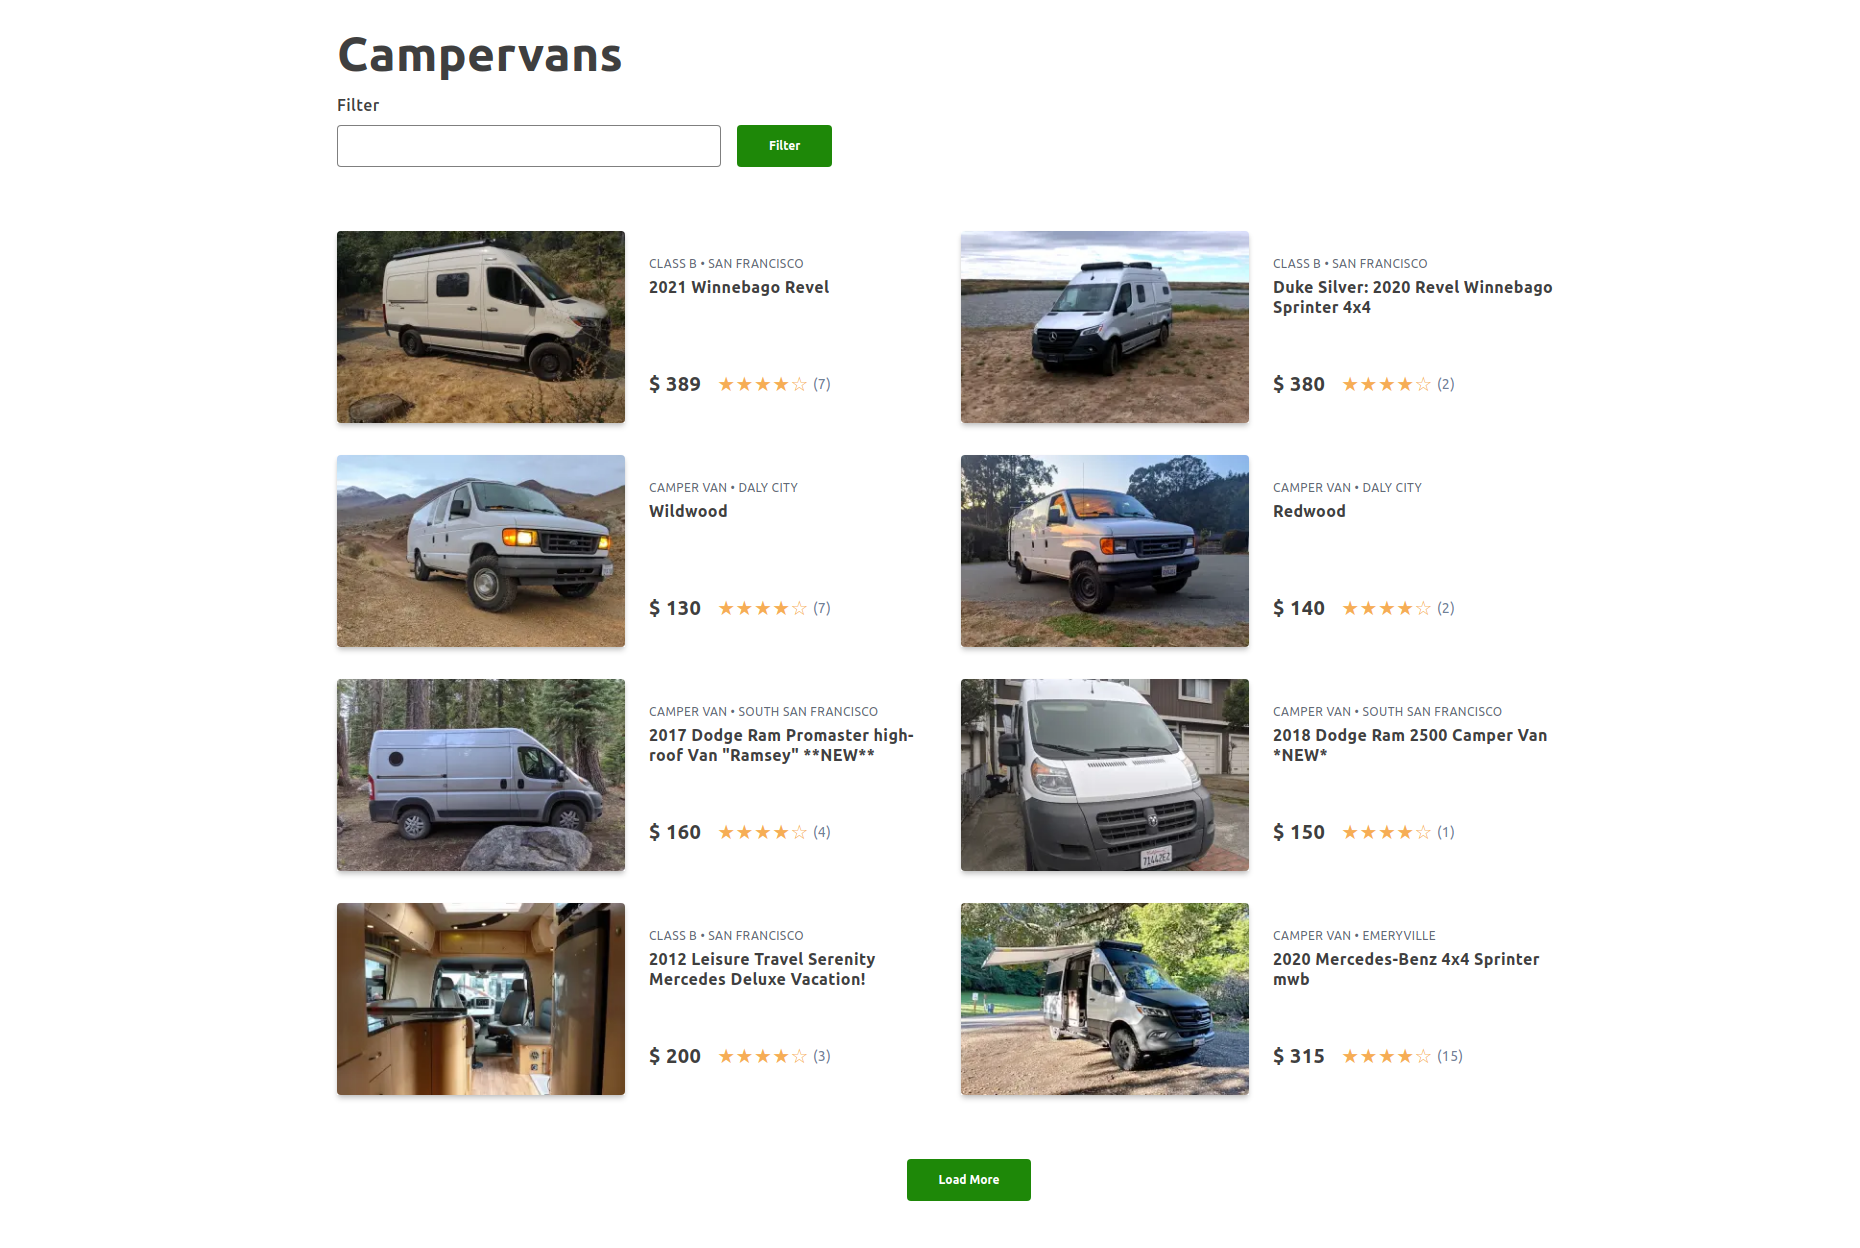 Campervans
Filter
Filter
CLASS B • SAN FRANCISCO
2021 Winnebago Revel
$ 389 ★★★★☆ (7)
CLASS B • SAN FRANCISCO
Duke Silver: 2020 Revel Winnebago
Sprinter 4x4
$ 380 ★★★★☆ (2)
CAMPER VAN • DALY CITY
Wildwood
$ 130 ★★★★☆ (7)
CAMPER VAN • DALY CITY
Redwood
$ 140 ★★★★☆ (2)
CAMPER VAN • SOUTH SAN FRANCISCO
2017 Dodge Ram Promaster high-
roof Van "Ramsey" **NEW**
$ 160 ★★★★☆ (4)
CAMPER VAN • SOUTH SAN FRANCISCO
2018 Dodge Ram 2500 Camper Van
*NEW*
$ 150 ★★★★☆ (1)
CLASS B • SAN FRANCISCO
2012 Leisure Travel Serenity
Mercedes Deluxe Vacation!
$ 200 ★★★★☆ (3)
CAMPER VAN • EMERYVILLE
2020 Mercedes-Benz 4x4 Sprinter
mwb
$ 315 ★★★★☆ (15)
Load More